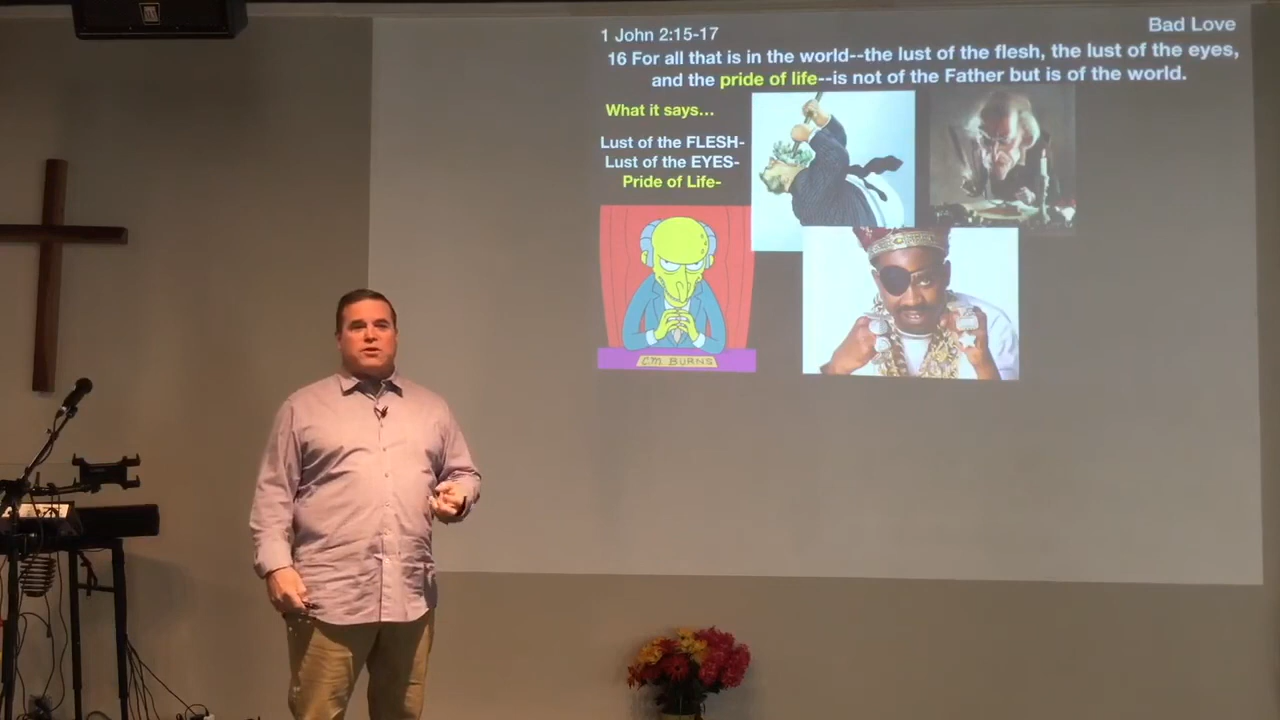 1 John 2:15-17
Bad Love
16 For all that is in the world--the lust of the flesh, the lust of the eyes,
and the pride of life--is not of the Father but is of the world.
What it says...
Lust of the FLESH-
Lust of the EYES-
Pride of Life-
C.M. BURNS